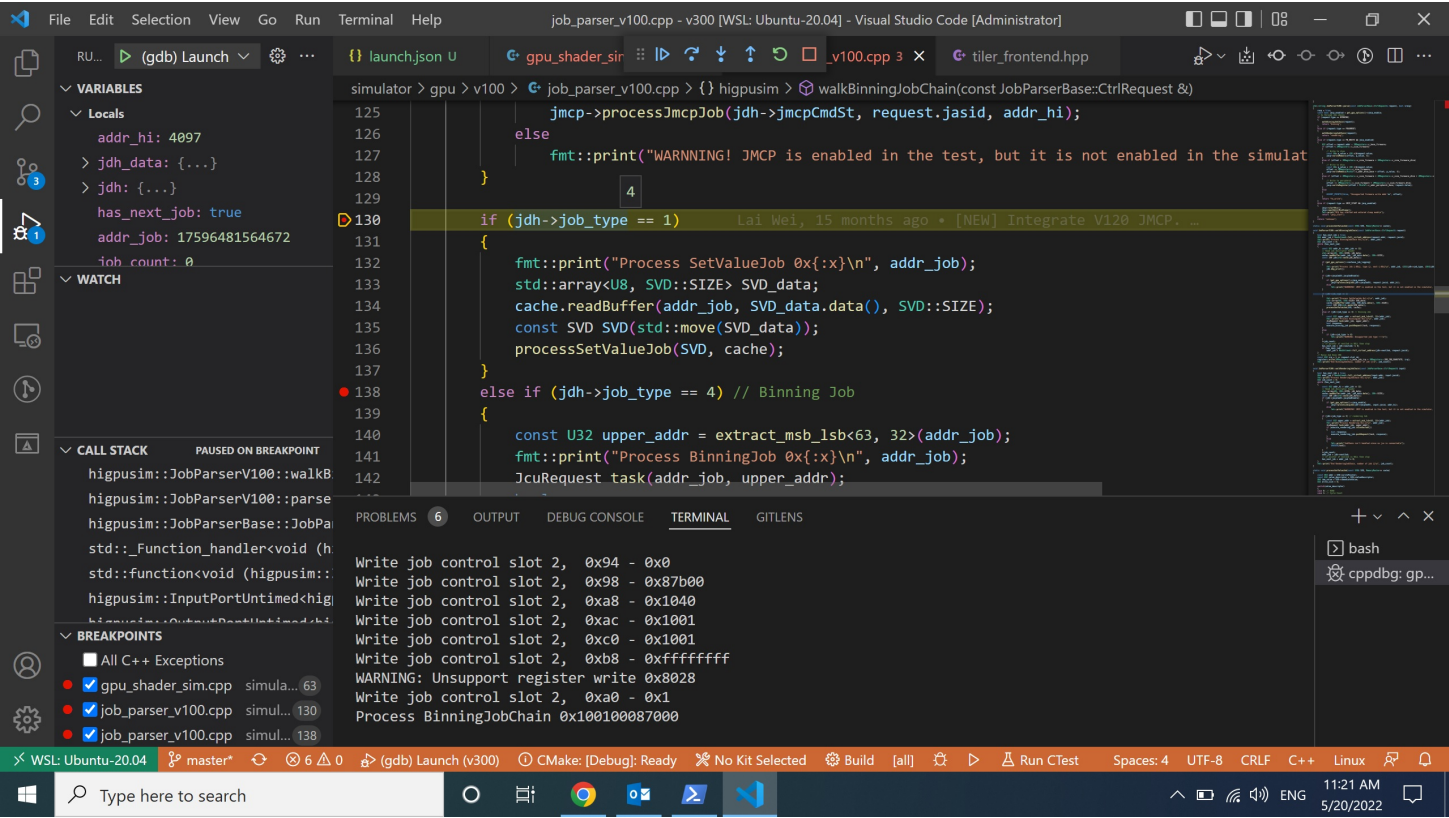 File Edit Selection View Go Run Terminal Help
job_parser_v100.cpp - v300 [WSL: Ubuntu-20.04] - Visual Studio Code [Administrator]
RU... (gdb) Launch
launch.json U
gpu_shader_sir
_v100.cpp 3
tiler_frontend.hpp
simulator > gpu > v100 > job_parser_v100.cpp > {} higpusim > walkBinningJobChain(const JobParserBase::CtrlRequest &)
VARIABLES
Locals
addr_hi: 4097
jdh_data: {...}
jdh: {...}
has_next_job: true
addr_job: 17596481564672
job_count: 0
WATCH
3
1
CALL STACK PAUSED ON BREAKPOINT
higpusim::JobParserV100::walkB
higpusim::JobParserV100::parse
higpusim::JobParserBase::JobPa
std::_Function_handler<void (h
std::function<void (higpusim::
higpusim::InputPortUntimed<hig
higpusim::OutputPortUntimed<hi
BREAKPOINTS
All C++ Exceptions
gpu_shader_sim.cpp simula... 63
job_parser_v100.cpp simul... 130
job_parser_v100.cpp simul... 138
125 jmcp->processJmcpJob(jdh->jmcpCmdSt, request.jasid, addr_hi);
126 else
127 fmt::print("WARNNING! JMCP is enabled in the test, but it is not enabled in the simulat
128 }
4
129
130 if (jdh->job_type == 1) Lai Wei, 15 months ago • [NEW] Integrate V120 JMCP. …
131 {
132 fmt::print("Process SetValueJob 0x{:x}\n", addr_job);
133 std::array<U8, SVD::SIZE> SVD_data;
134 cache.readBuffer(addr_job, SVD_data.data(), SVD::SIZE);
135 const SVD SVD(std::move(SVD_data));
136 processSetValueJob(SVD, cache);
137 }
138 else if (jdh->job_type == 4) // Binning Job
139 {
140 const U32 upper_addr = extract_msb_lsb<63, 32>(addr_job);
141 fmt::print("Process BinningJob 0x{:x}\n", addr_job);
142 JcuRequest task(addr_job, upper_addr);
PROBLEMS 6 OUTPUT DEBUG CONSOLE TERMINAL GITLENS
Write job control slot 2, 0x94 - 0x0
Write job control slot 2, 0x98 - 0x87b00
Write job control slot 2, 0xa8 - 0x1040
Write job control slot 2, 0xac - 0x1001
Write job control slot 2, 0xc0 - 0x1001
Write job control slot 2, 0xb8 - 0xffffffff
WARNING: Unsupport register write 0x8028
Write job control slot 2, 0xa0 - 0x1
Process BinningJobChain 0x100100087000
bash
cppdbg: gp...
WSL: Ubuntu-20.04 master* 6 0 (gdb) Launch (v300) CMake: [Debug]: Ready No Kit Selected Build [all] Run CTest Spaces: 4 UTF-8 CRLF C++ Linux
Type here to search
ENG
11:21 AM
5/20/2022